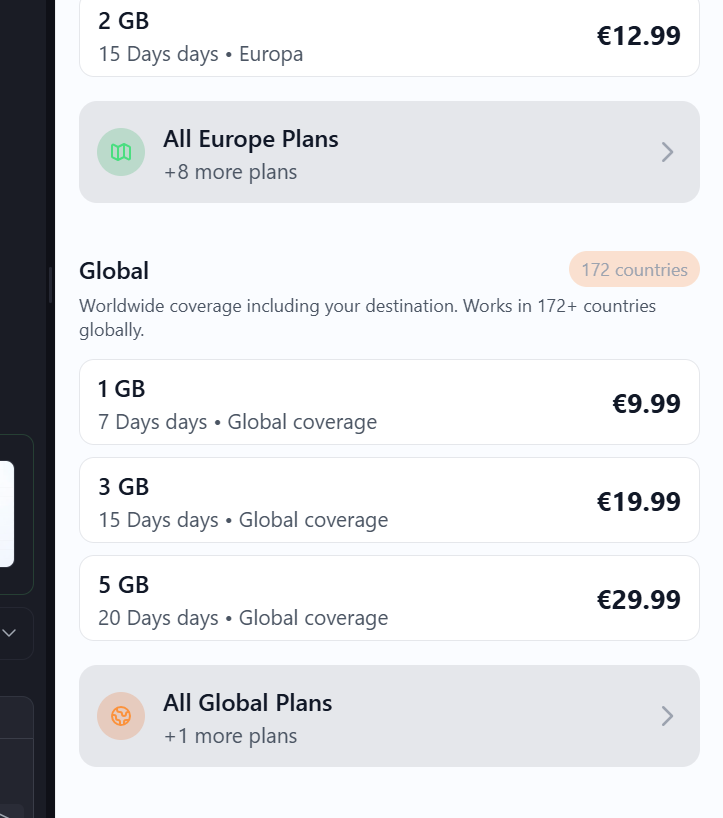 2 GB
€12.99
15 Days days • Europa
All Europe Plans
+8 more plans
Global
172 countries
Worldwide coverage including your destination. Works in 172+ countries
globally.
1 GB
€9.99
7 Days days • Global coverage
3 GB
€19.99
15 Days days • Global coverage
5 GB
€29.99
20 Days days • Global coverage
All Global Plans
+1 more plans